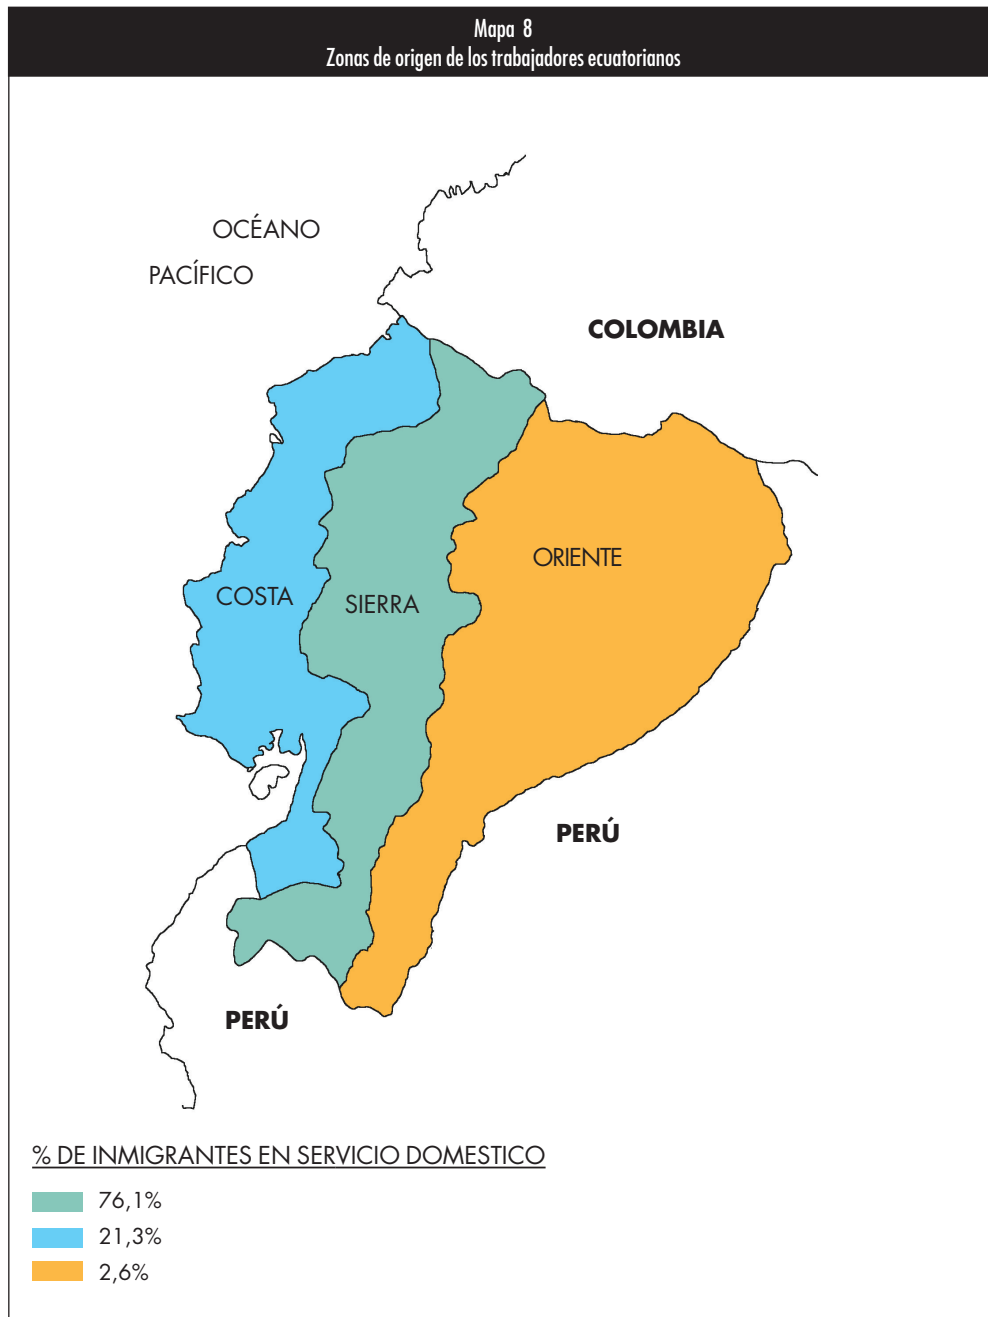 Mapa 8
Zonas de origen de los trabajadores ecuatorianos
OCÉANO
PACÍFICO
COLOMBIA
ORIENTE
COSTA
SIERRA
PERÚ
PERÚ
% DE INMIGRANTES EN SERVICIO DOMESTICO
76,1%
21,3%
2,6%